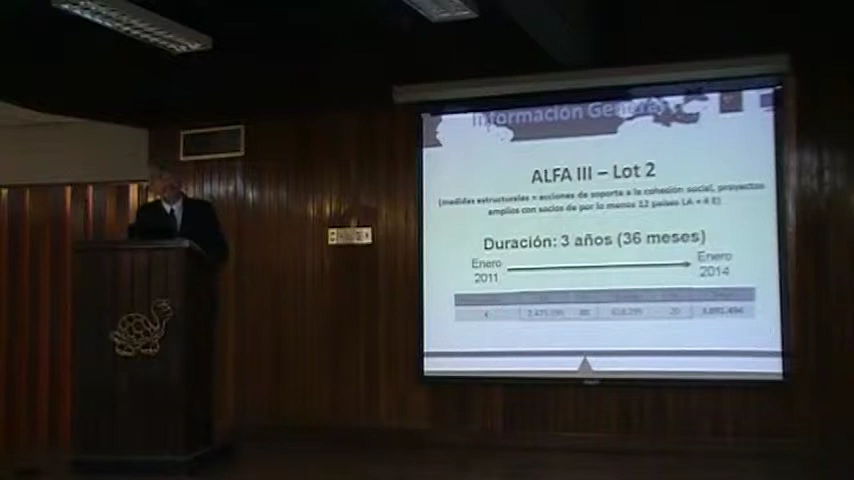 Información General
ALFA III – Lot 2
(medidas estructurales = acciones de soporte a la cohesión social, proyectos
amplios con socios de por lo menos 12 países LA + 4 E)
Duración: 3 años (36 meses)
Enero
2011
Enero
2014